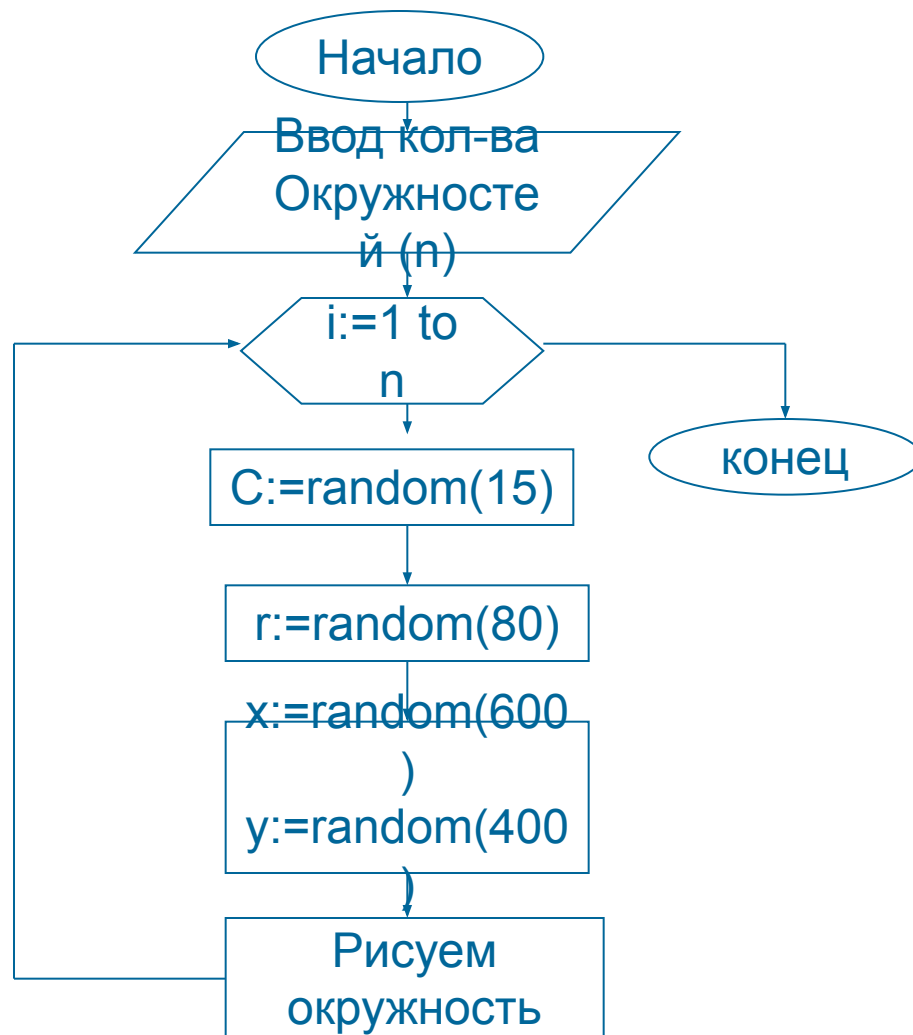 Начало
Ввод кол-ва
Окружносте
й (n)
i:=1 to
n
конец
C:=random(15)
r:=random(80)
x:=random(600
)
y:=random(400
)
Рисуем
окружность